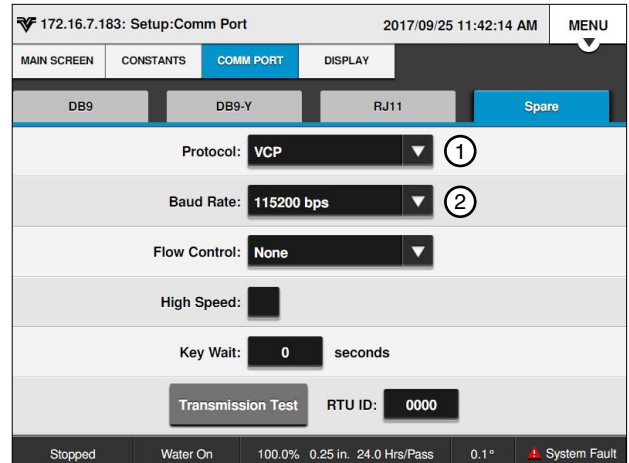 172.16.7.183: Setup:Comm Port 2017/09/25 11:42:14 AM MENU
MAIN SCREEN CONSTANTS COMM PORT DISPLAY
DB9 DB9-Y RJ11 Spare
Protocol: VCP 1
Baud Rate: 115200 bps 2
Flow Control: None
High Speed:
Key Wait: 0 seconds
Transmission Test RTU ID: 0000
Stopped Water On 100.0% 0.25 in. 24.0 Hrs/Pass 0.1° System Fault